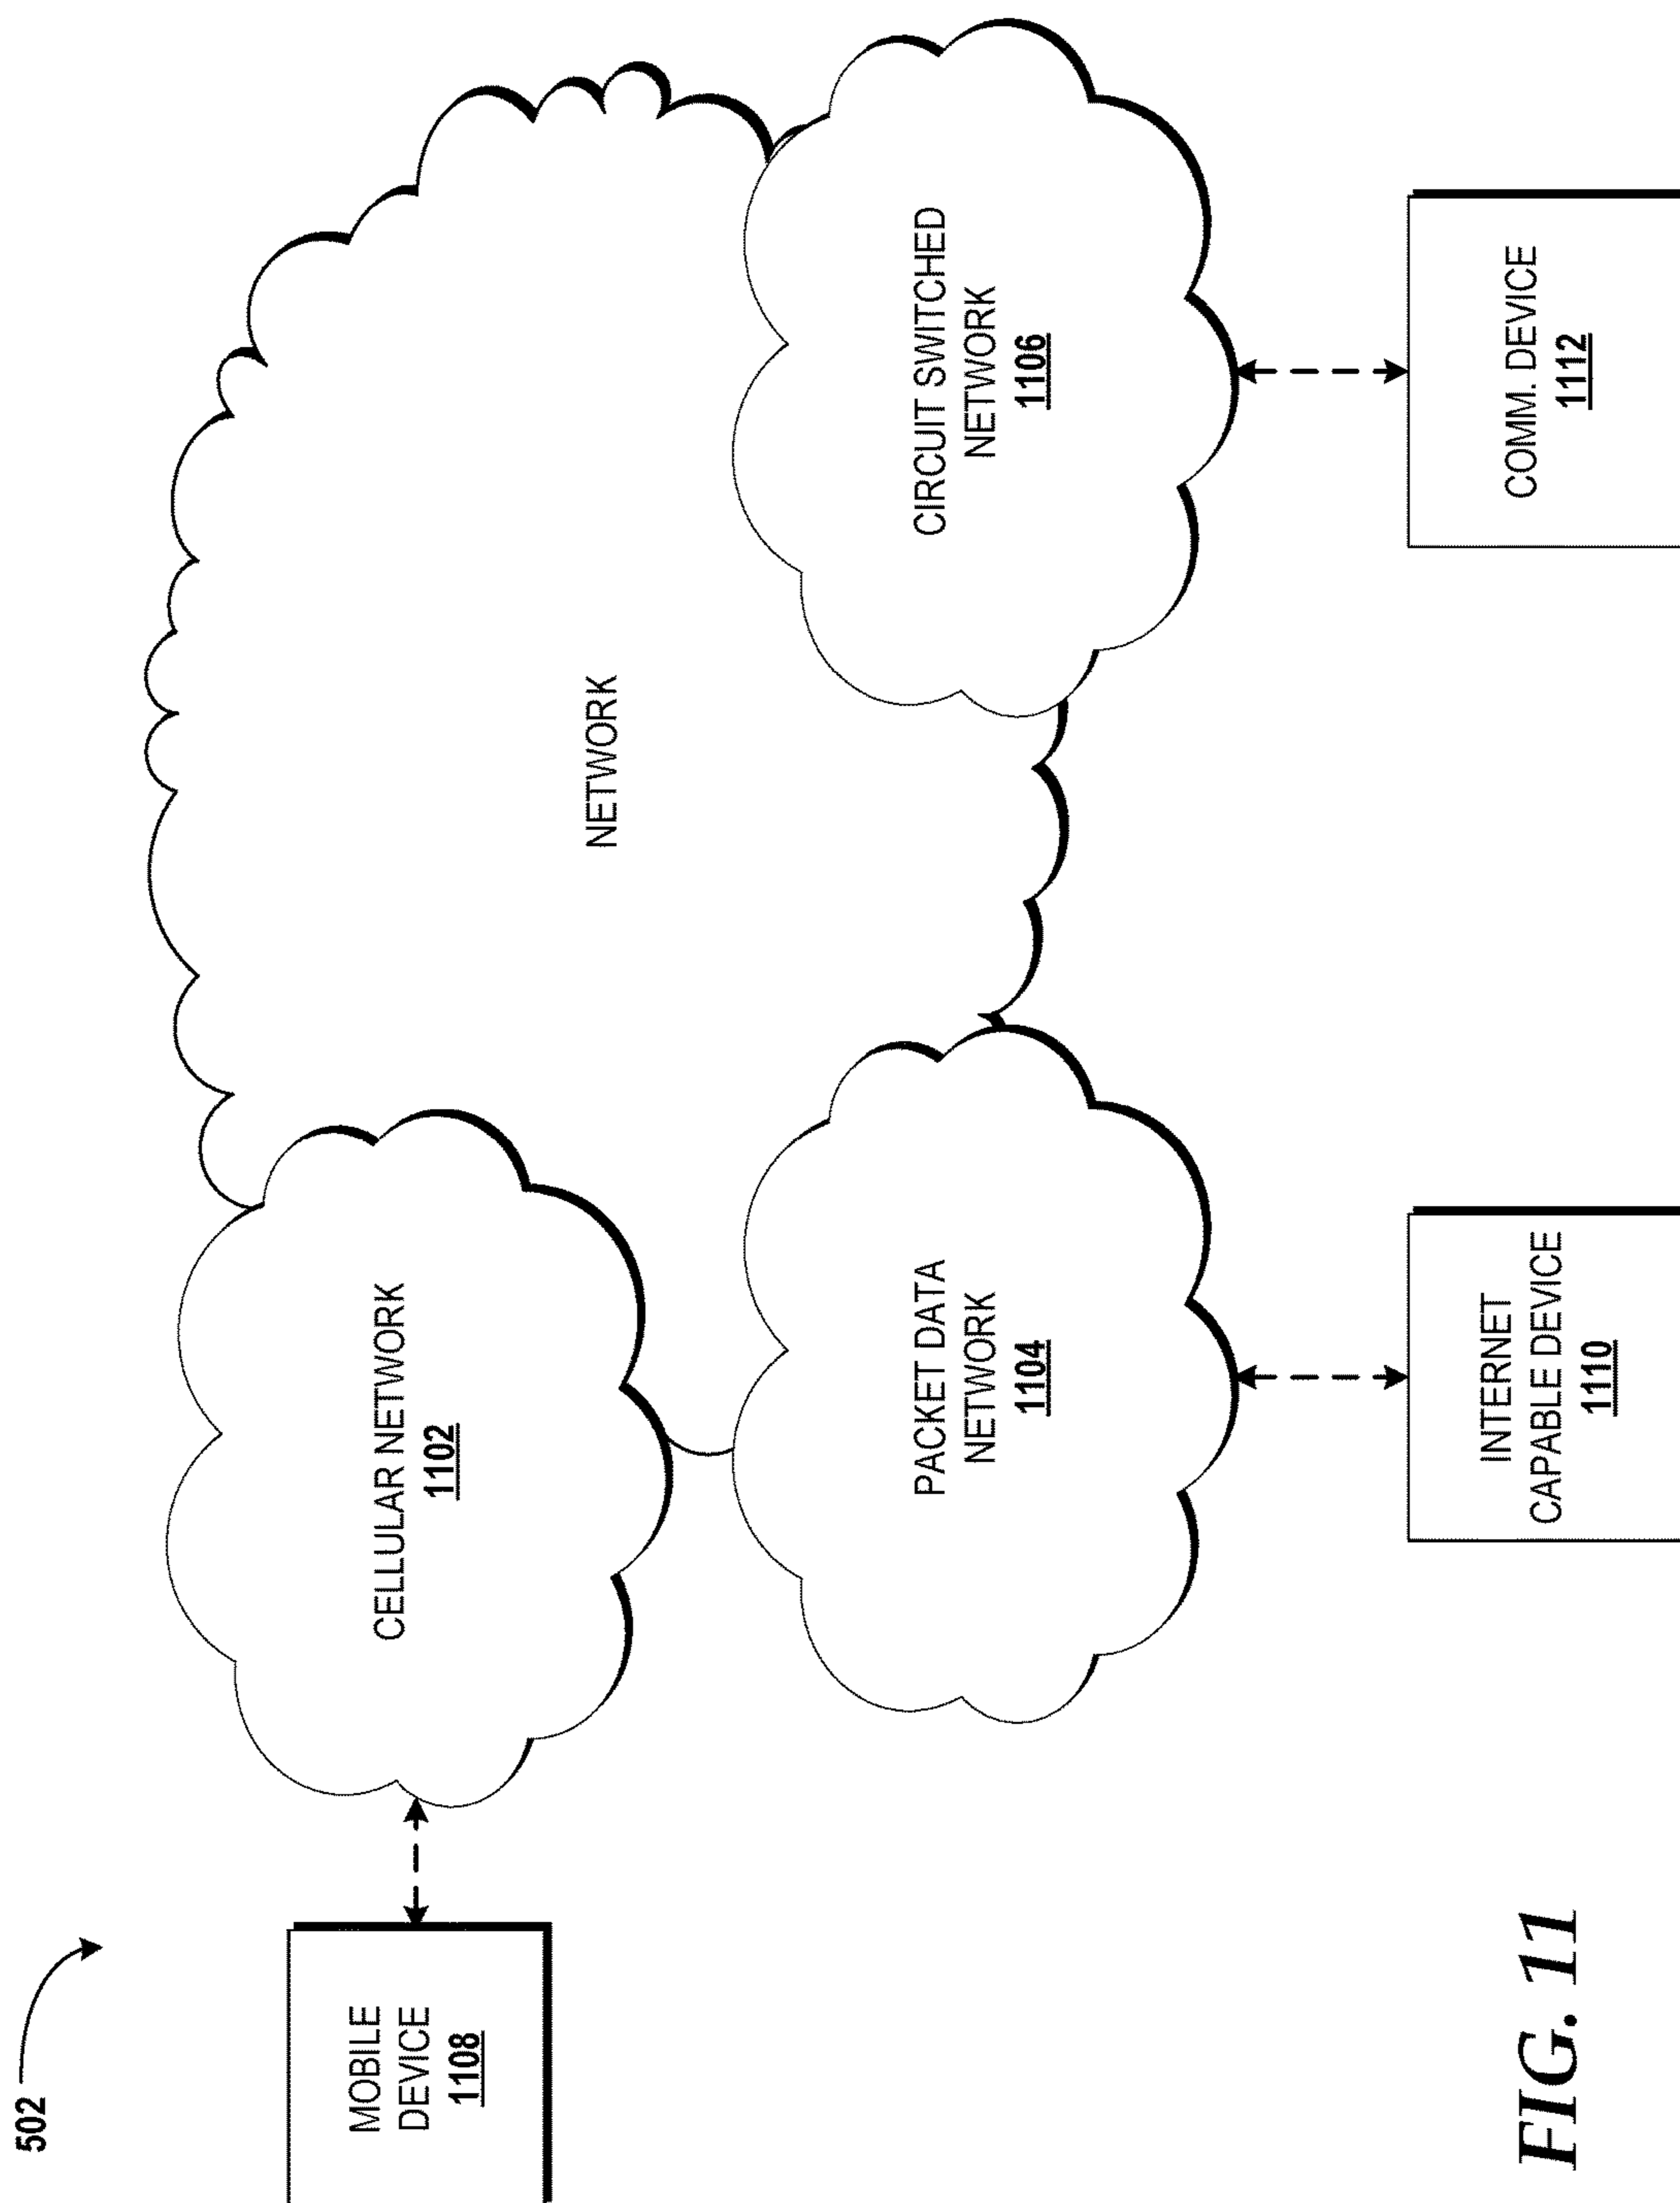 502
MOBILE
DEVICE
1108
CELLULAR NETWORK
1102
NETWORK
PACKET DATA
NETWORK
1104
CIRCUIT SWITCHED
NETWORK
1106
INTERNET
CAPABLE DEVICE
1110
COMM. DEVICE
1112
FIG. 11